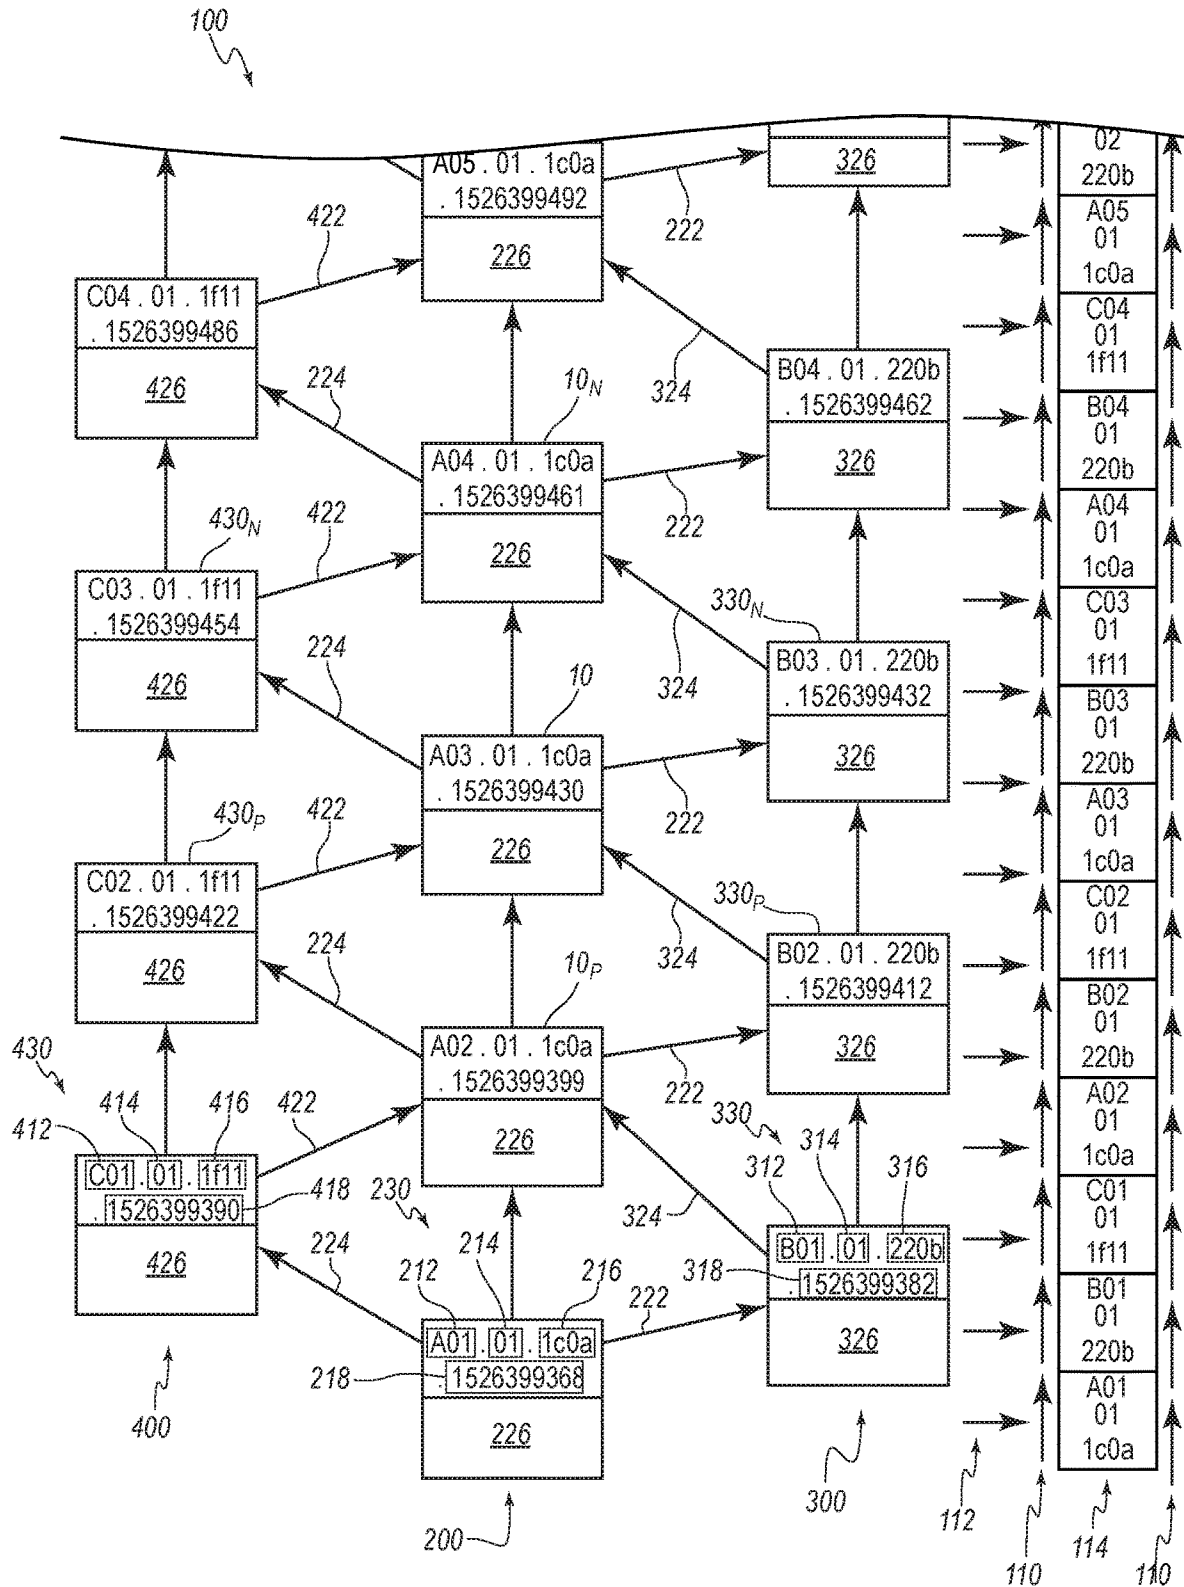 100
A05 . 01 . 1c0a
. 1526399492
226
222
326
02
220b
422
C04 . 01 . 1f11
. 1526399486
426
224
10N
324
B04 . 01 . 220b
. 1526399462
326
A05
01
1c0a
C04
01
1f11
A04 . 01 . 1c0a
. 1526399461
226
222
B04
01
220b
430N
422
C03 . 01 . 1f11
. 1526399454
426
224
10
330N
324
B03 . 01 . 220b
. 1526399432
326
A04
01
1c0a
C03
01
1f11
A03 . 01 . 1c0a
. 1526399430
226
222
B03
01
220b
430P
422
C02 . 01 . 1f11
. 1526399422
426
224
10P
330P
324
B02 . 01 . 220b
. 1526399412
326
A03
01
1c0a
C02
01
1f11
A02 . 01 . 1c0a
. 1526399399
226
222
B02
01
220b
430
412
414
416
422
C01 . 01 . 1f11
. 1526399390
418
426
224
400
230
212
214
216
218
A01 . 01 . 1c0a
. 1526399368
226
222
200
324
330
312
314
316
318
B01 . 01 . 220b
. 1526399382
326
300
A02
01
1c0a
C01
01
1f11
B01
01
220b
A01
01
1c0a
112
110
114
110